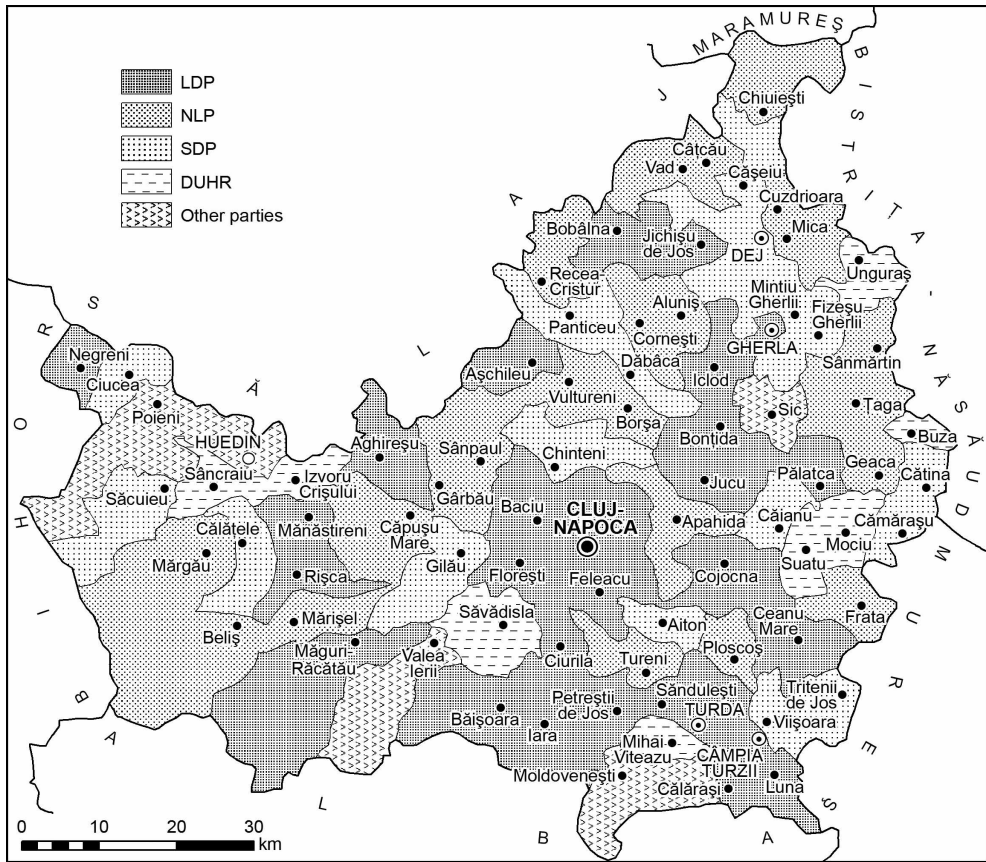 LDP
NLP
SDP
DUHR
Other parties
MARAMUREŞ
BISTRIȚA-NĂSĂUD
SĂLAJ
BIHOR
ALBA
MUREŞ
Chiuieşti
Câţcău
Vad
Căşeiu
Cuzdrioara
Bobâlna
Jichişu
de Jos
DEJ
Mica
Unguraş
Recea-
Cristur
Mintiu
Gherlii
Aluniş
Fizeşu
Gherlii
Panticeu
Corneşti
GHERLA
Negreni
Ciucea
Aşchileu
Dăbâca
Iclod
Sânmărtin
Poieni
Vultureni
Borşa
Sic
Taga
HUEDIN
Aghireşu
Sânpaul
Chinteni
Bonţida
Buza
Sâncraiu
Izvoru
Crişului
Săcuieu
Gârbău
Jucu
Pălatca
Geaca
Cătina
Călăţele
Mănăstireni
Căpuşu
Mare
Baciu
CLUJ-
NAPOCA
Apahida
Căianu
Cămăraşu
Mociu
Mărgău
Gilău
Suatu
Rişca
Floreşti
Feleacu
Cojocna
Beliş
Mărişel
Săvădisla
Aiton
Ceanu
Mare
Frata
Măguri-
Răcătău
Valea
Ierii
Ciurila
Tureni
Ploscoş
Băişoara
Petreştii
de Jos
Sănduleşti
TURDA
Tritenii
de Jos
Viişoara
Iara
Mihai
Viteazu
CÂMPIA
TURZII
Moldoveneşti
Călăraşi
Luna
0 10 20 30
km